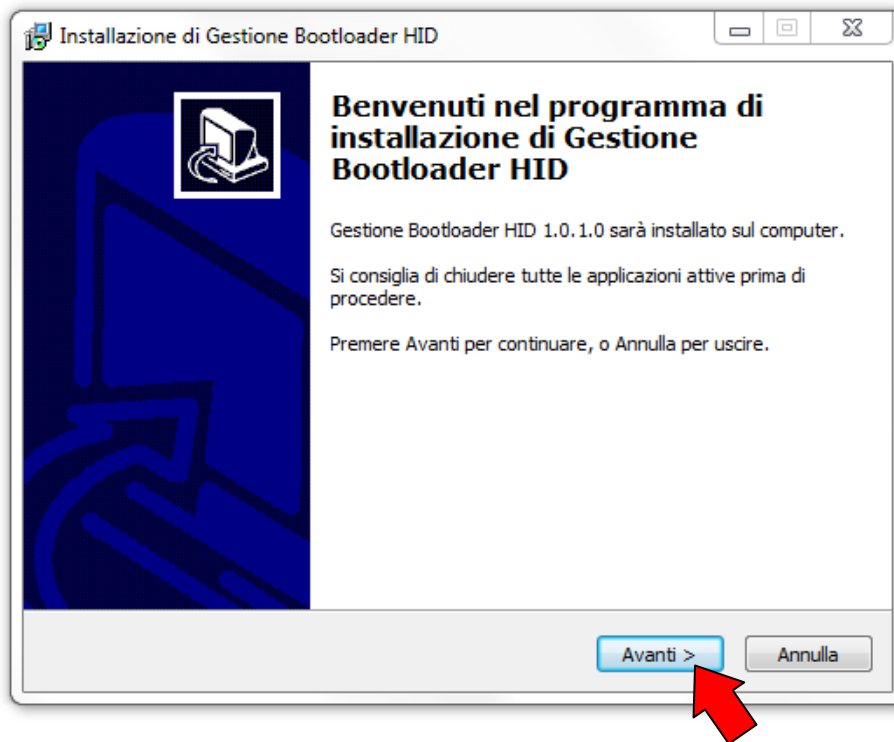 Installazione di Gestione Bootloader HID
Benvenuti nel programma di
installazione di Gestione
Bootloader HID
Gestione Bootloader HID 1.0.1.0 sarà installato sul computer.
Si consiglia di chiudere tutte le applicazioni attive prima di
procedere.
Premere Avanti per continuare, o Annulla per uscire.
Avanti > Annulla